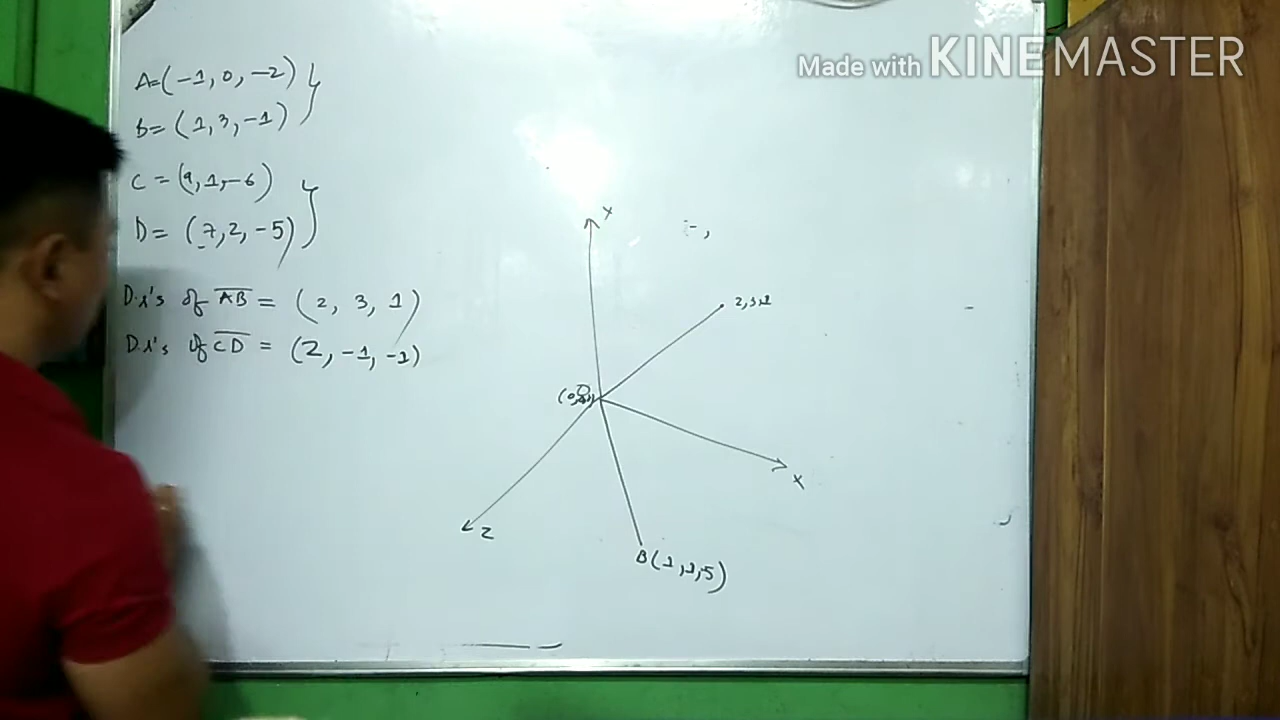 Made with KINEMASTER
A=(-1, 0, -2)
B= (1, 3, -1)
C = (9, 1, -6)
D= (7, 2, -5)
D.r's of AB = (2, 3, 1)
D.r's of CD = (2, -1, -1)
Y
2,3,1
X
Z
B(1,1,5)